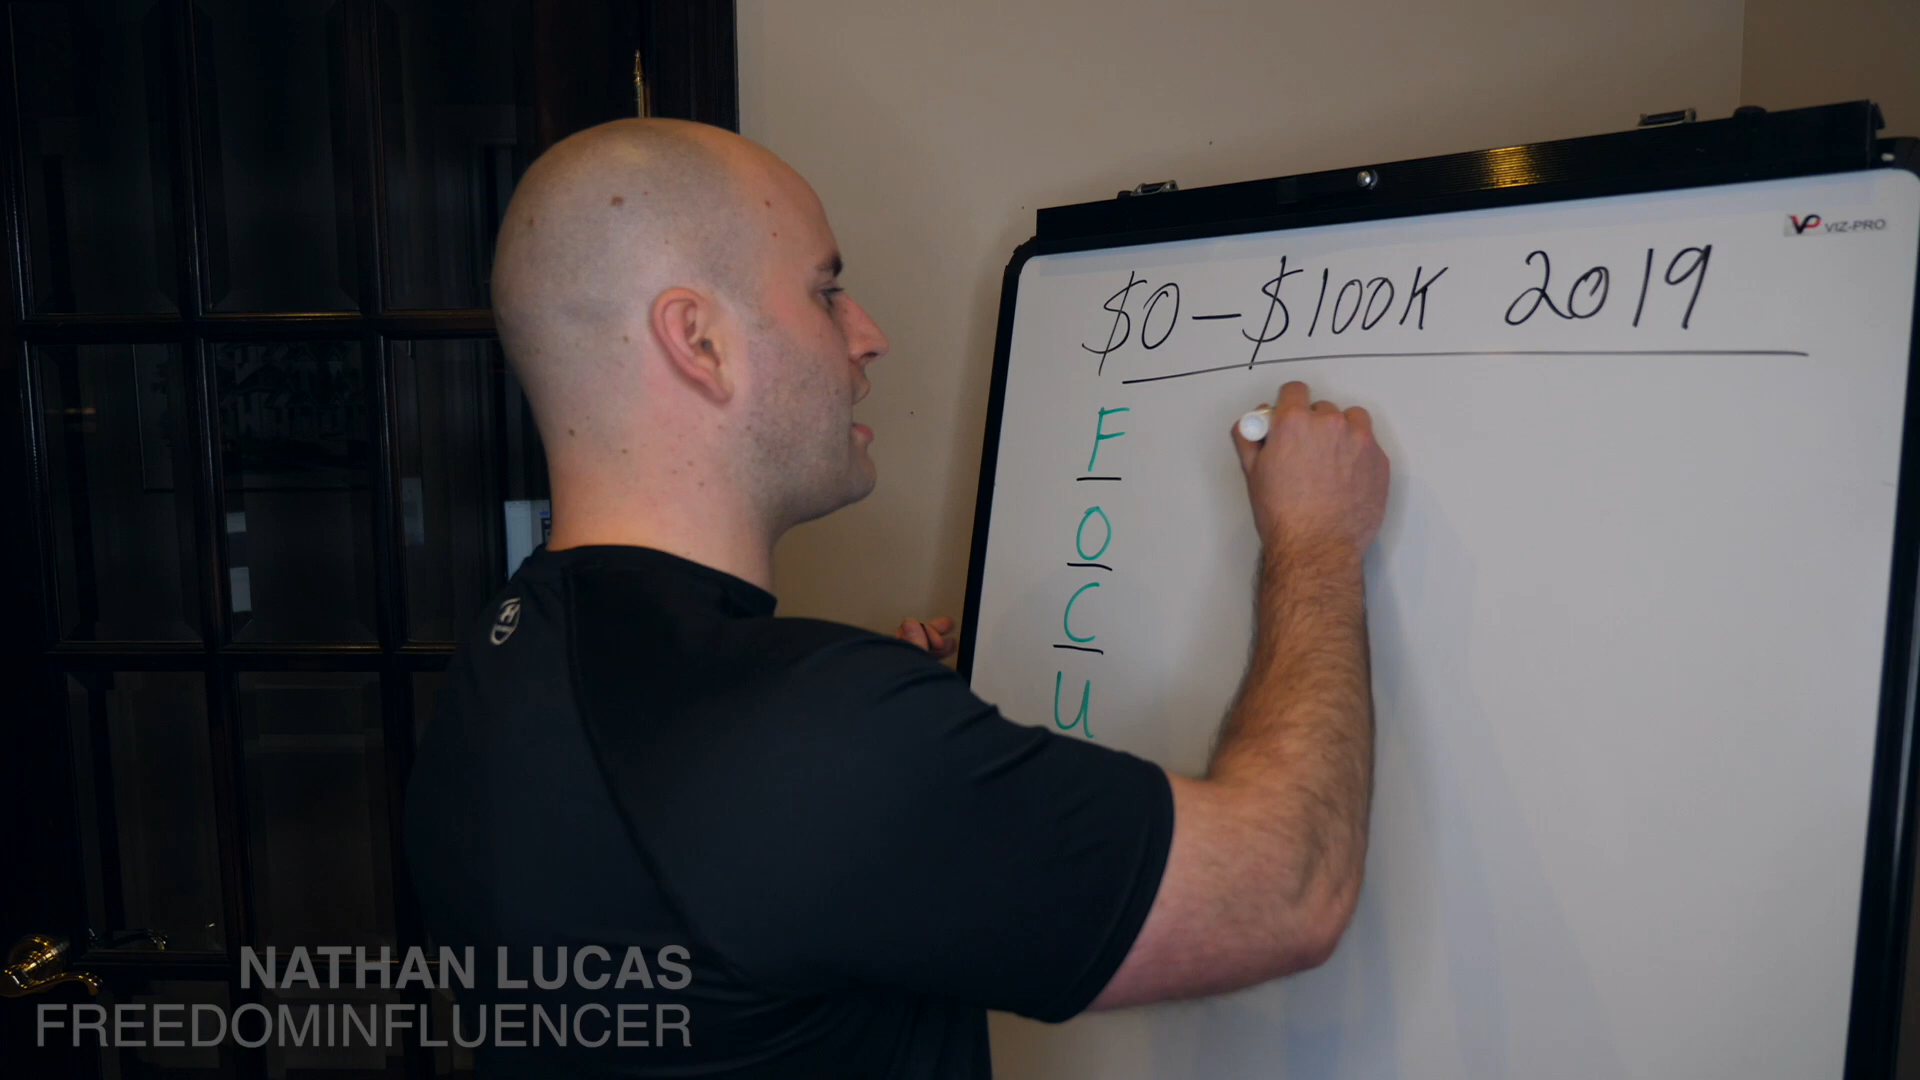 VP VIZ-PRO
$0-$100K 2019
F
O
C
U
NATHAN LUCAS
FREEDOMINFLUENCER